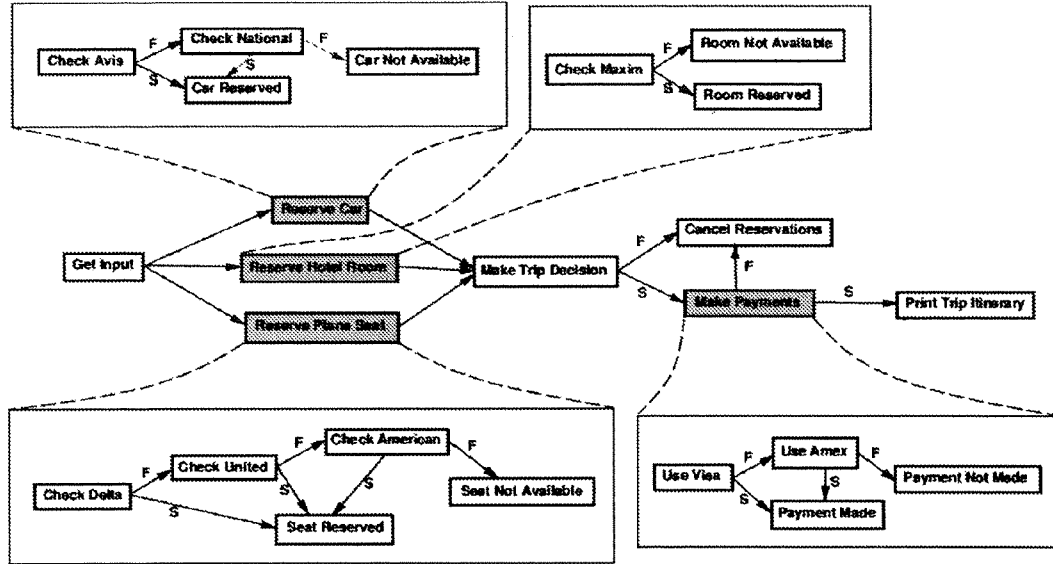 F
Check National
F
Check Avis
S
S
Car Not Available
Car Reserved
Room Not Available
F
Check Maxim
S
Room Reserved
Reserve Car
Get Input
Reserve Hotel Room
Reserve Plane Seat
Make Trip Decision
F
S
Cancel Reservations
F
Make Payments
S
Print Trip Itinerary
Check American
F
Check United
F
F
Check Delta
S
S
S
Seat Not Available
Seat Reserved
F
Use Amex
F
Use Visa
S
S
Payment Not Made
Payment Made